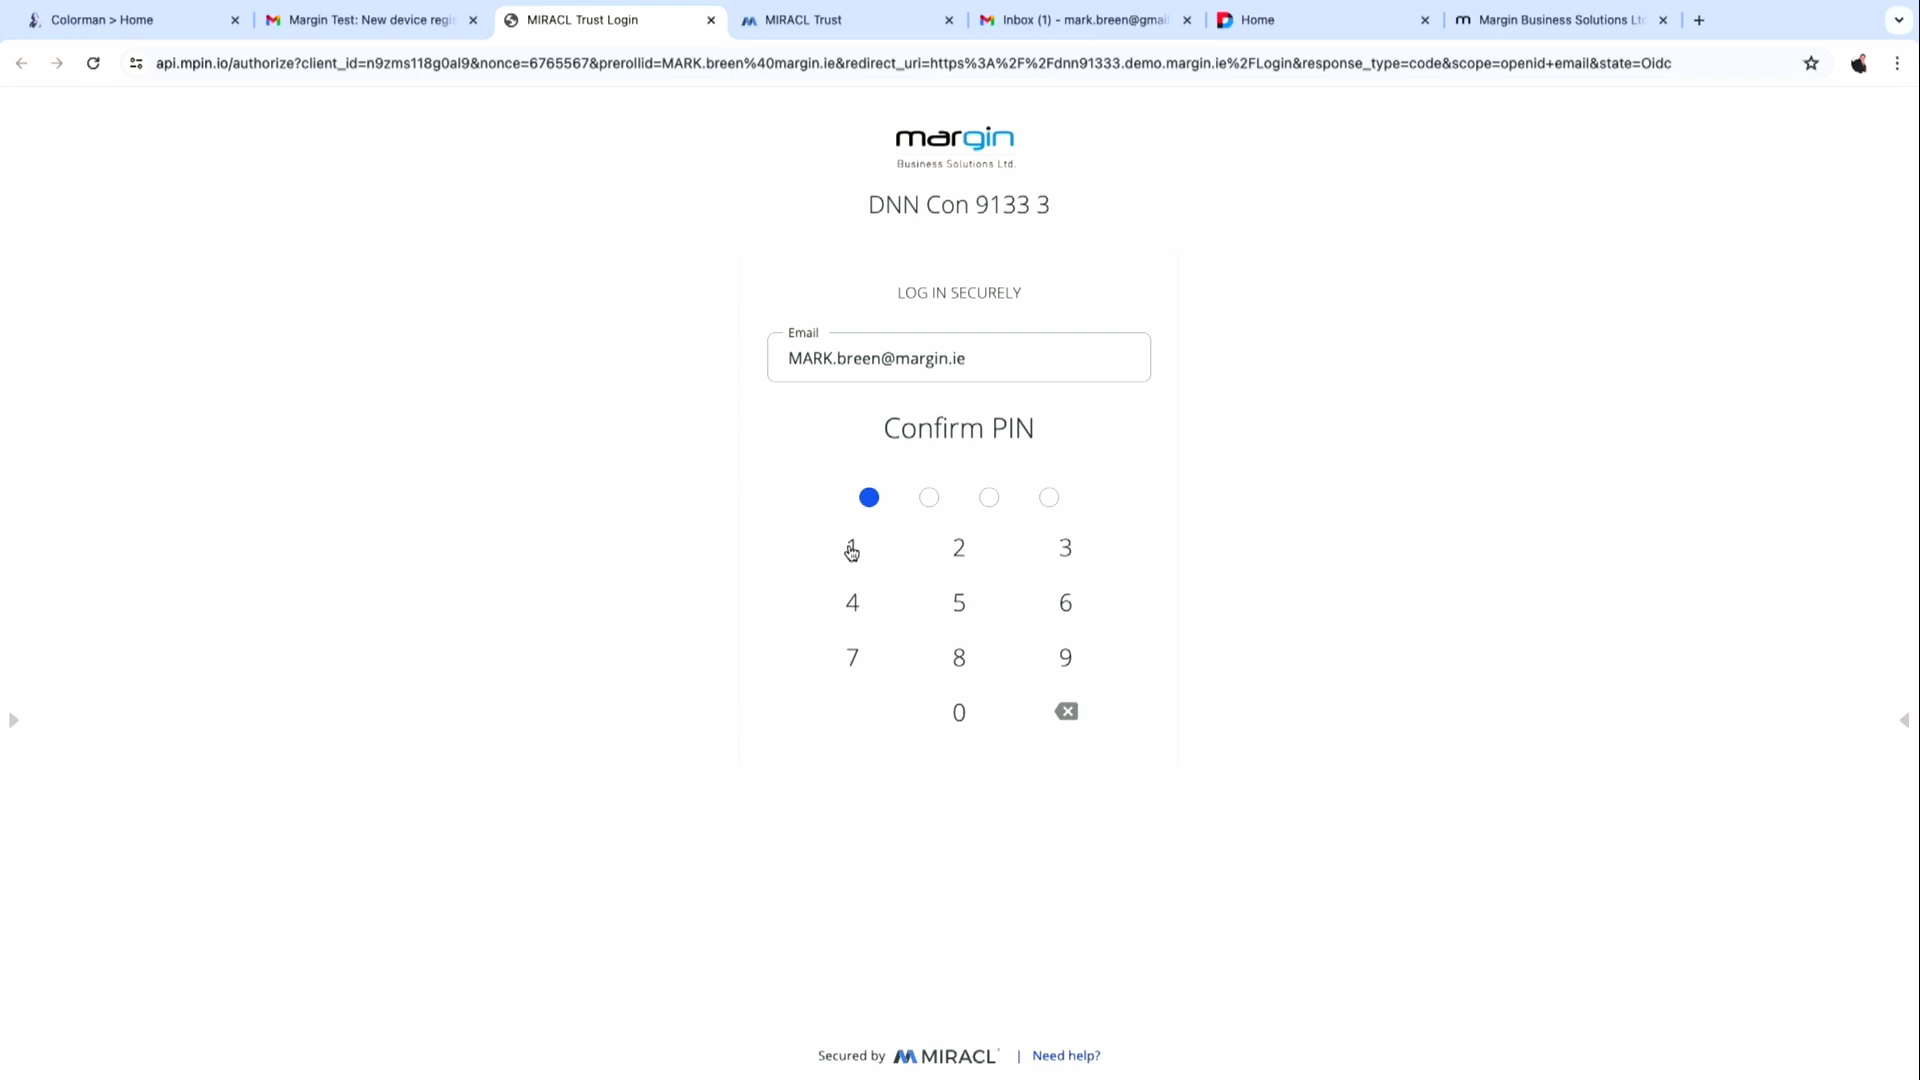 Colorman > Home
Margin Test: New device regis
MIRACL Trust Login
MIRACL Trust
Inbox (1) - mark.breen@gmai
Home
Margin Business Solutions Ltd
api.mpin.io/authorize?client_id=n9zms118g0al9&nonce=6765567&prerollid=MARK.breen%40margin.ie&redirect_uri=https%3A%2F%2Fdnn91333.demo.margin.ie%2FLogin&response_type=code&scope=openid+email&state=Oidc
margin
Business Solutions Ltd.
DNN Con 9133 3
LOG IN SECURELY
Email
MARK.breen@margin.ie
Confirm PIN
1 2 3
4 5 6
7 8 9
0
Secured by MIRACL | Need help?